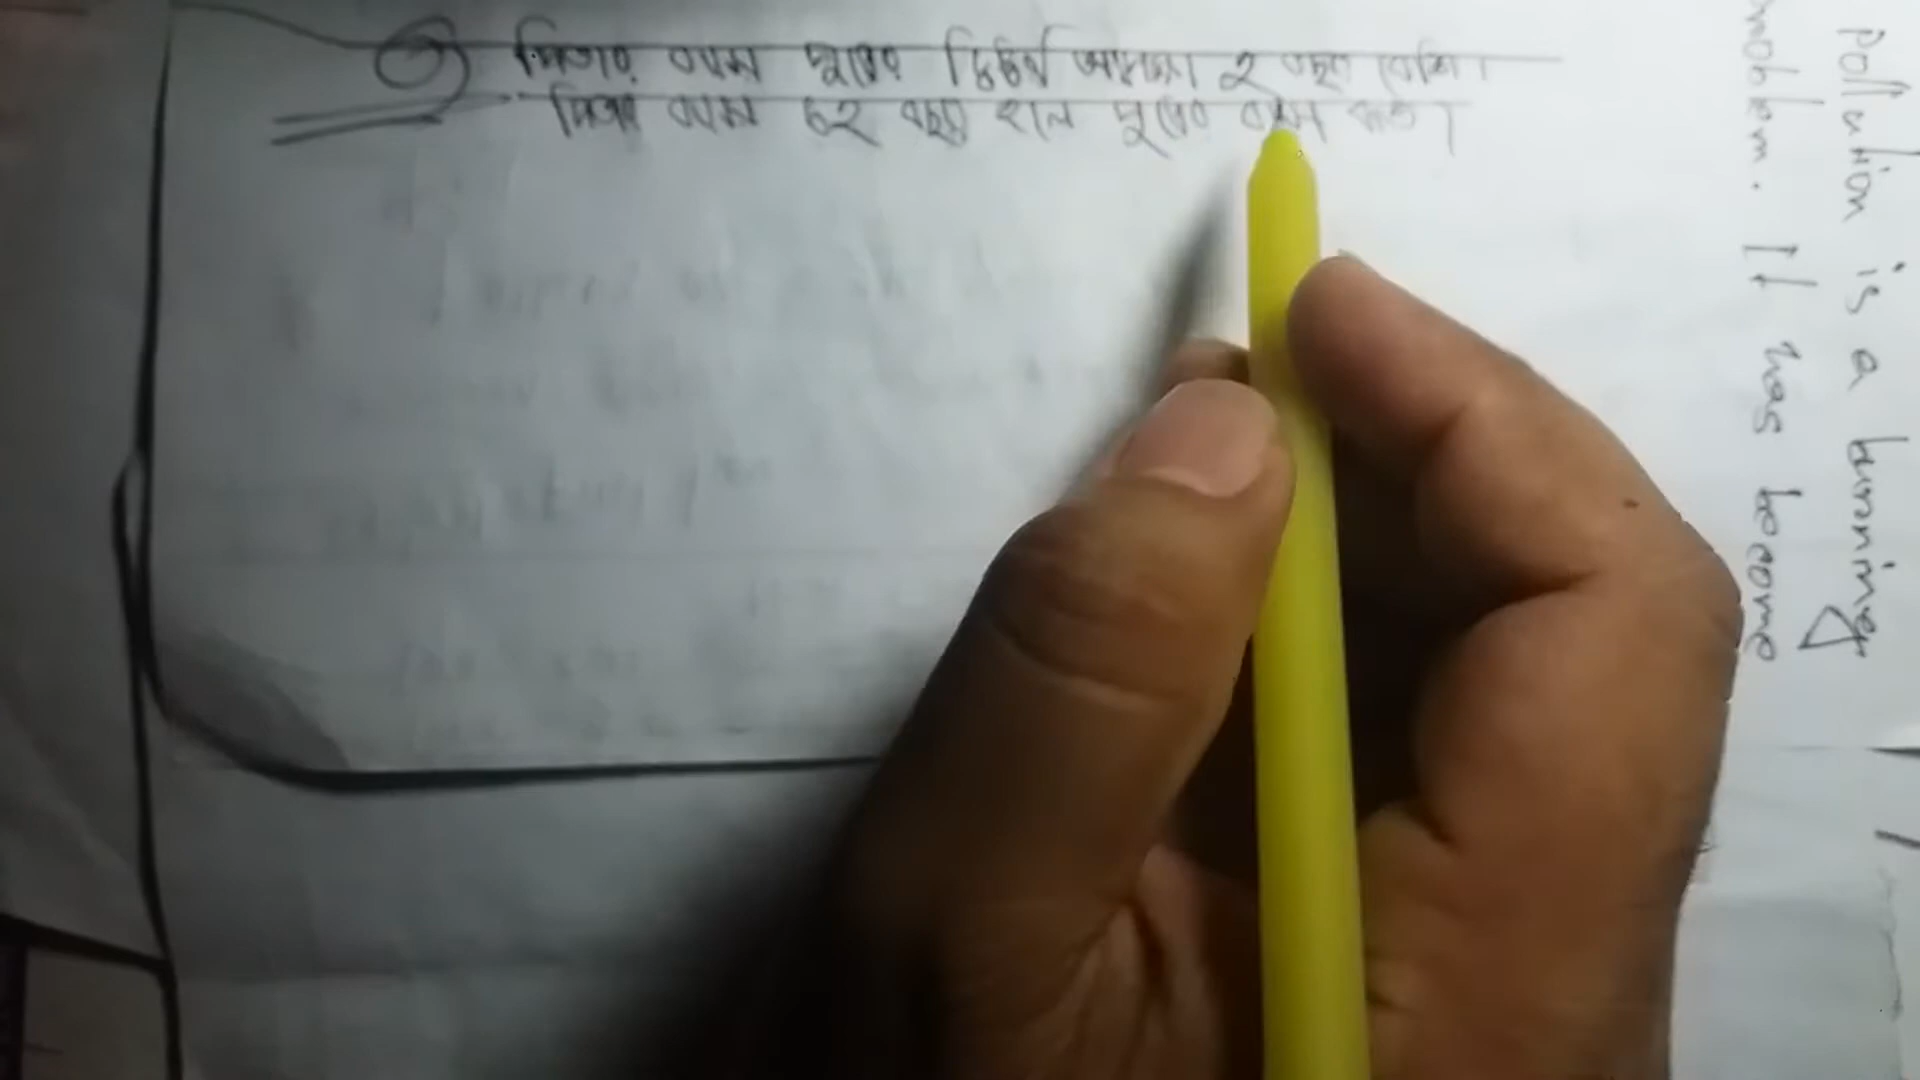 পিতার বয়স পুত্রের দ্বিগুণ অপেক্ষা ২ বছর বেশি।
পিতার বয়স ৬২ বছর হলে পুত্রের বয়স কত।
Pollution is a burning
problem. It has become